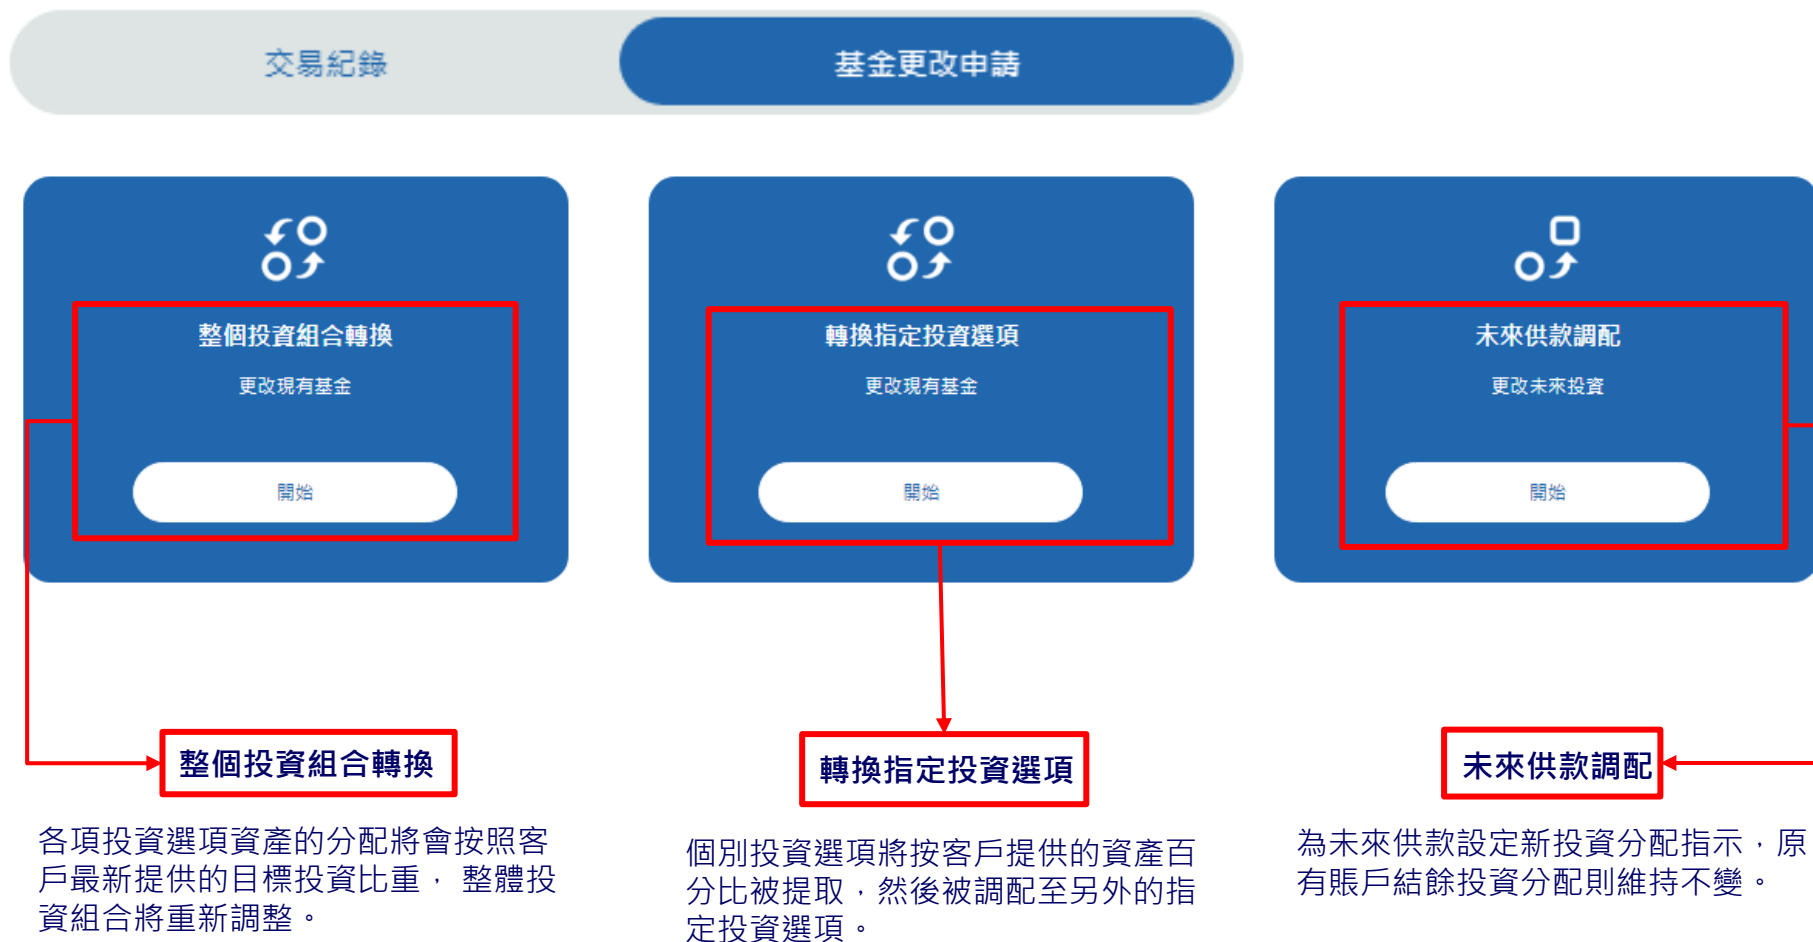 交易紀錄
基金更改申請
整個投資組合轉換
更改現有基金
開始
轉換指定投資選項
更改現有基金
開始
未來供款調配
更改未來投資
開始
整個投資組合轉換
各項投資選項資產的分配將會按照客
戶最新提供的目標投資比重， 整體投
資組合將重新調整。
轉換指定投資選項
個別投資選項將按客戶提供的資產百
分比被提取，然後被調配至另外的指
定投資選項。
未來供款調配
為未來供款設定新投資分配指示，原
有賬戶結餘投資分配則維持不變。